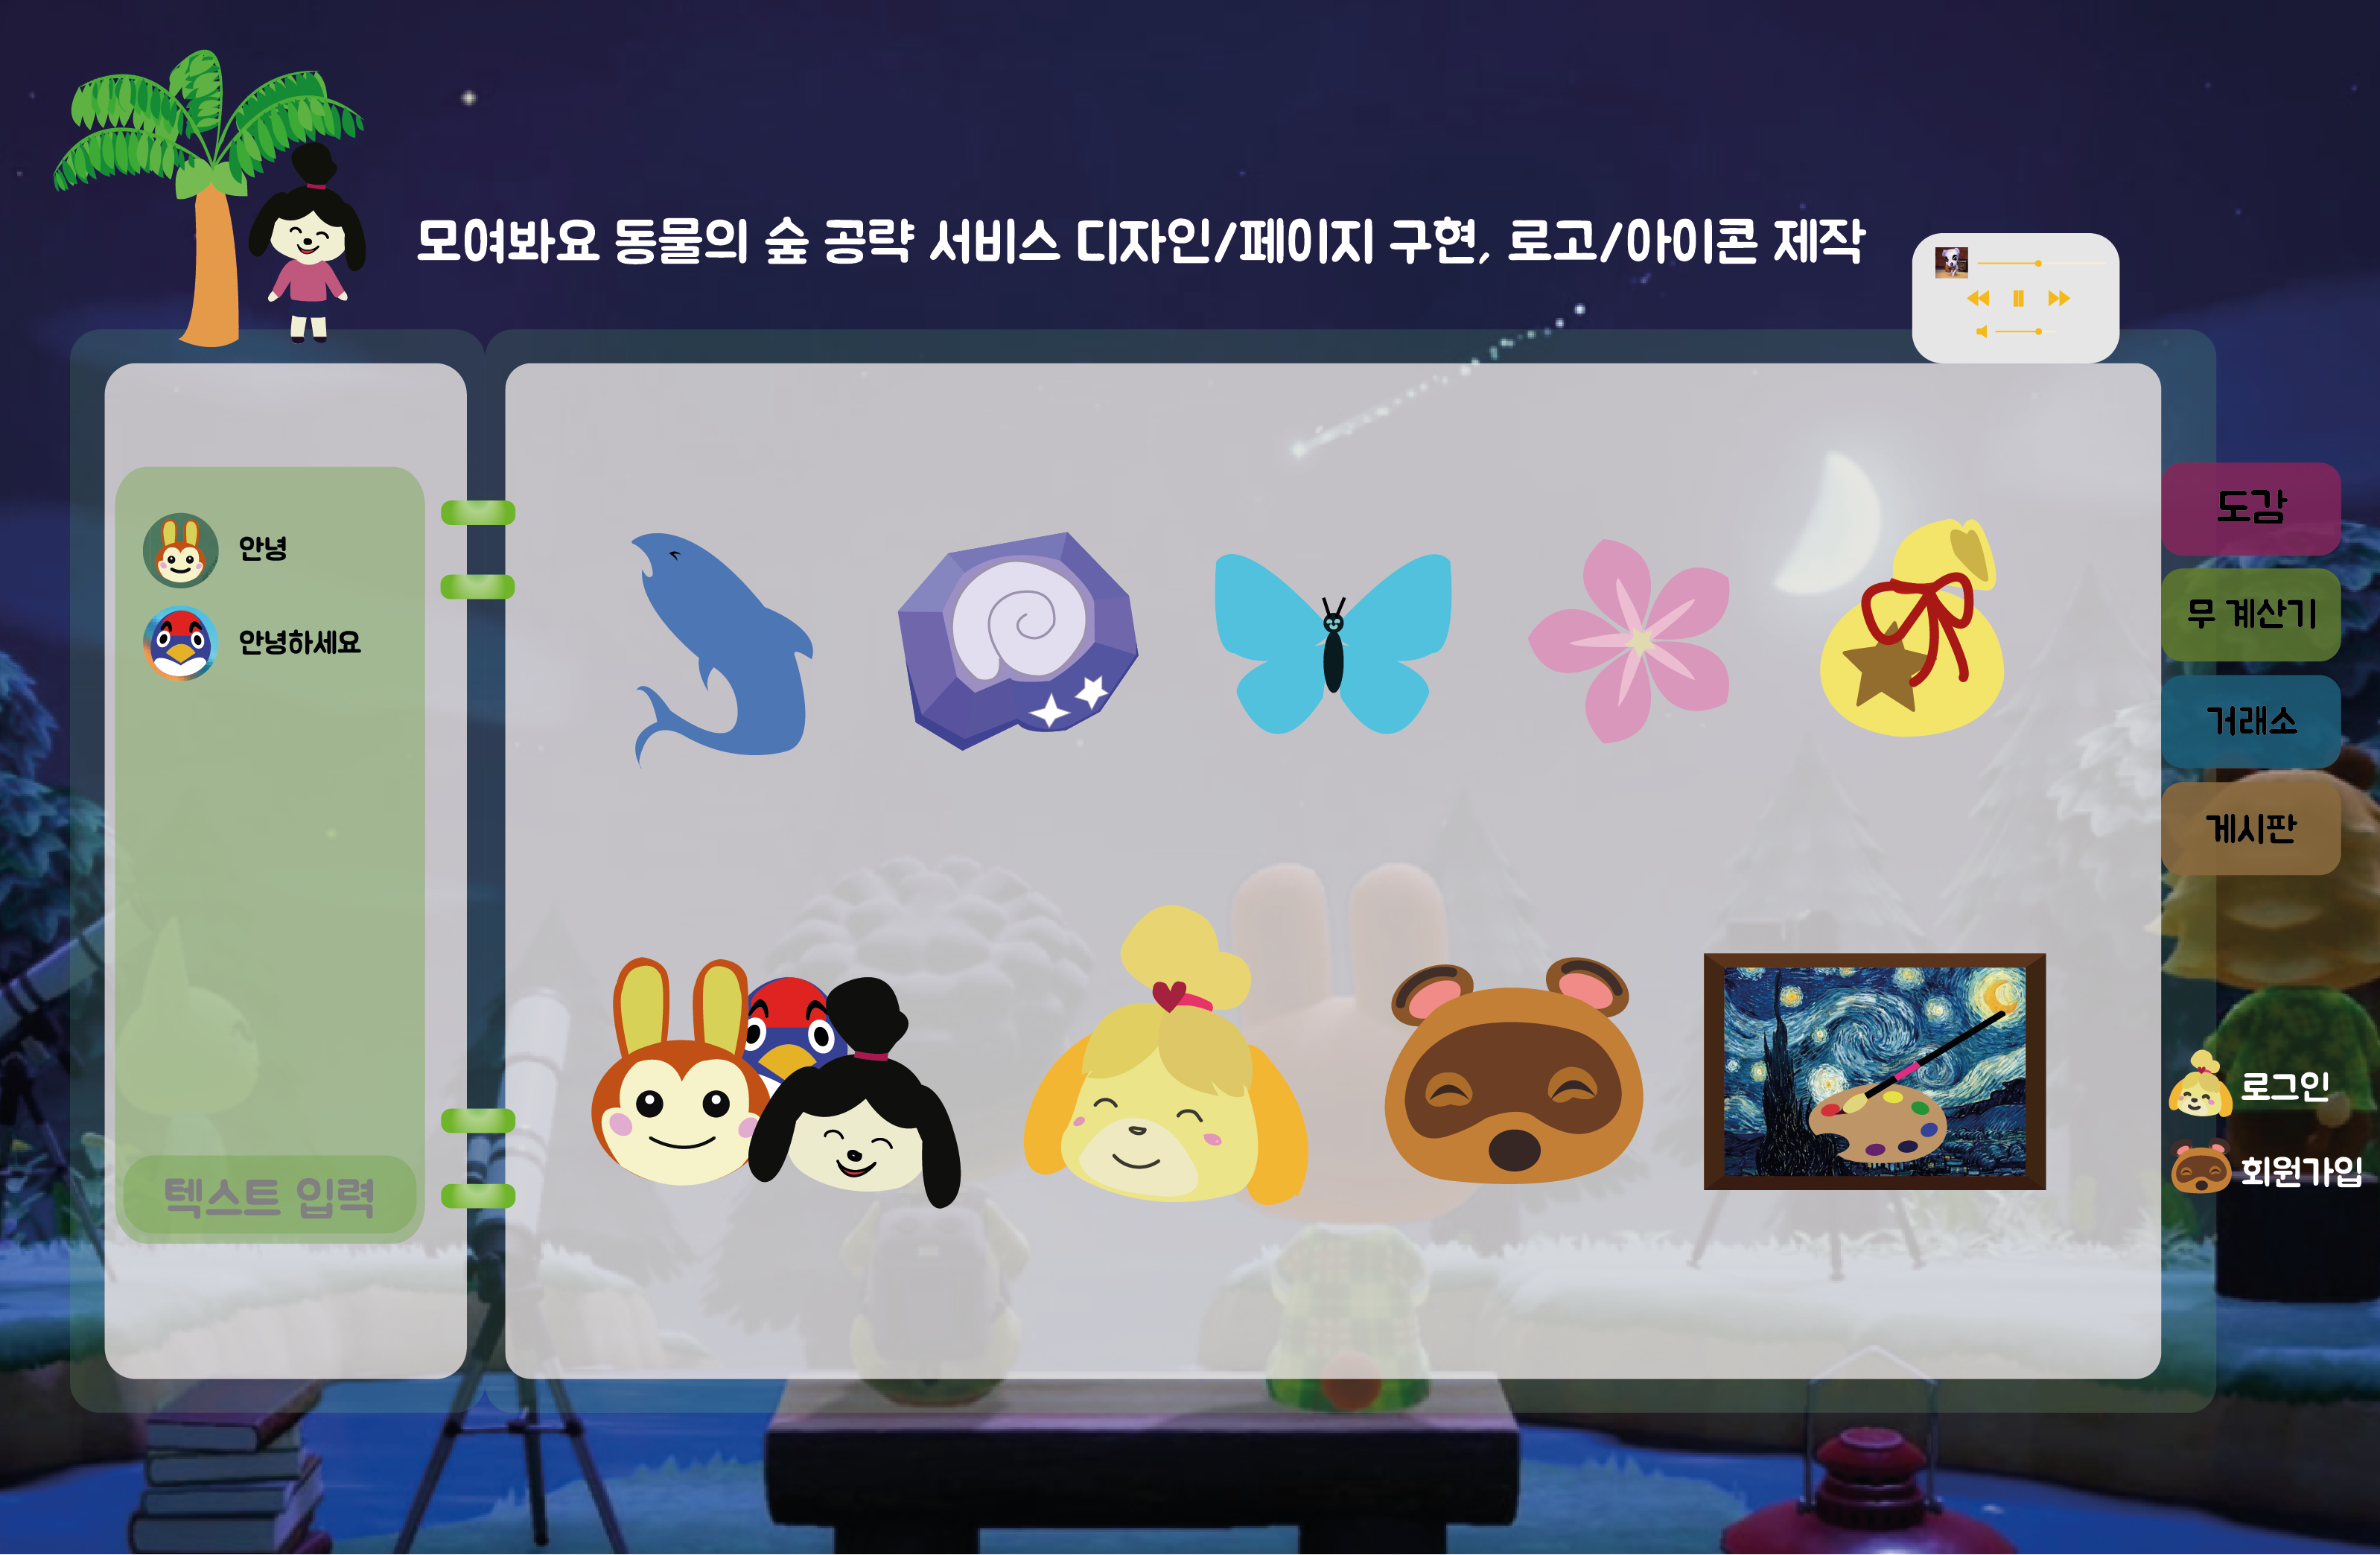 모여봐요 동물의 숲 공략 서비스 디자인/페이지 구현, 로고/아이콘 제작
안녕
안녕하세요
텍스트 입력
도감
무 계산기
거래소
게시판
로그인
회원가입